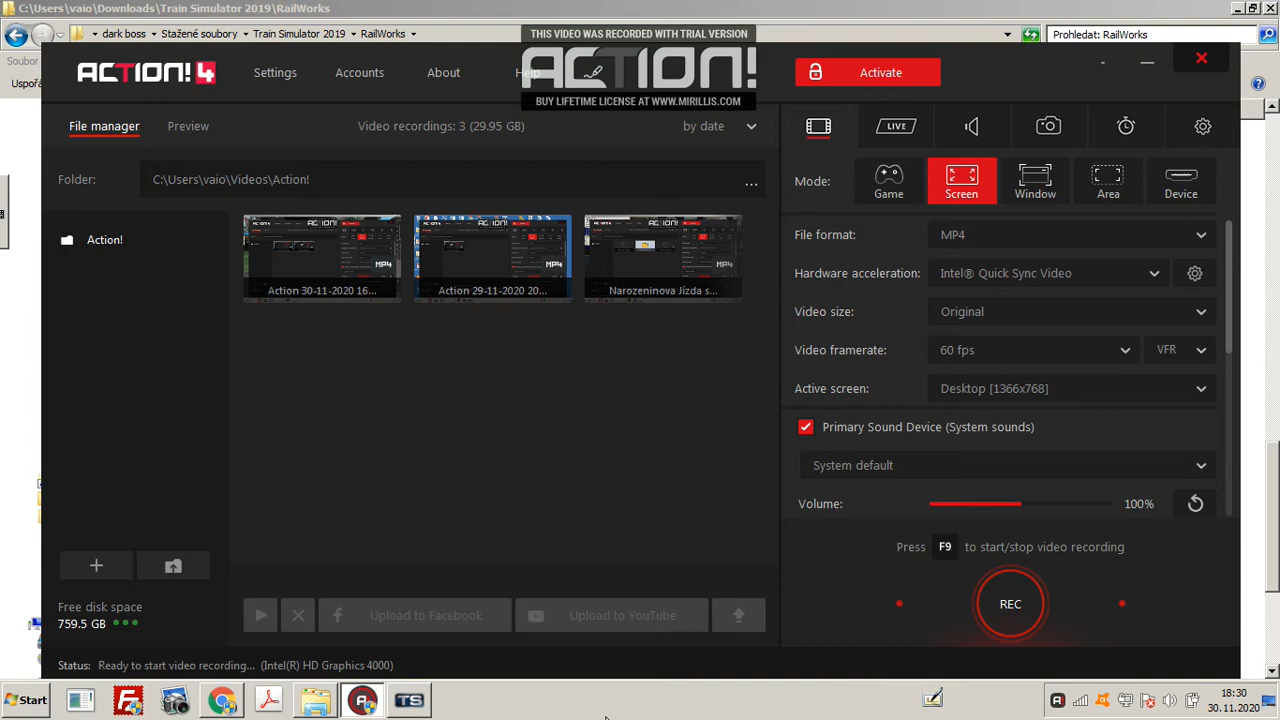 C:\Users\vaio\Downloads\Train Simulator 2019\RailWorks
dark boss ▸ Stažené soubory ▸ Train Simulator 2019 ▸ RailWorks ▸
Prohledat: RailWorks
Soubor
Uspořá
THIS VIDEO WAS RECORDED WITH TRIAL VERSION
ACTION!
BUY LIFETIME LICENSE AT WWW.MIRILLIS.COM
ACTION! 4
Settings
Accounts
About
Help
Activate
File manager
Preview
Video recordings: 3 (29.95 GB)
by date
LIVE
Folder:
C:\Users\vaio\Videos\Action!
...
Mode:
Game
Screen
Window
Area
Device
Action!
MP4
Action 30-11-2020 16...
MP4
Action 29-11-2020 20...
MP4
Narozeninova Jízda s...
File format:
MP4
Hardware acceleration:
Intel® Quick Sync Video
Video size:
Original
Video framerate:
60 fps
VFR
Active screen:
Desktop [1366x768]
Primary Sound Device (System sounds)
System default
Volume:
100%
Press F9 to start/stop video recording
REC
Free disk space
759.5 GB
Upload to Facebook
Upload to YouTube
Status: Ready to start video recording... (Intel(R) HD Graphics 4000)
Start
TS
18:30
30.11.2020